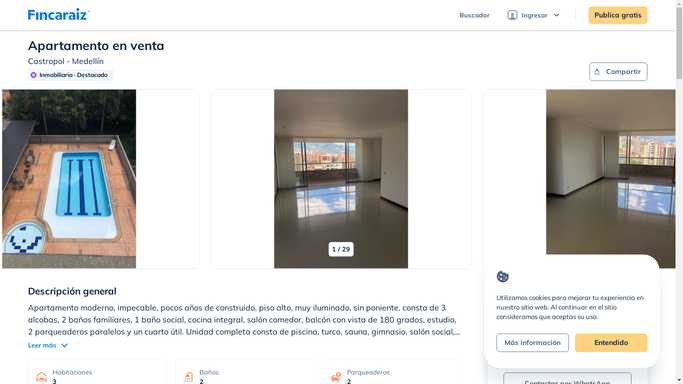 Fincaraiz
Buscador
Ingresar
Publica gratis
Apartamento en venta
Castropol - Medellín
Inmobiliaria · Destacado
Compartir
1 / 29
Descripción general
Apartamento moderno, impecable, pocos años de construido, piso alto, muy iluminado, sin poniente. consta de 3
alcobas, 2 baños familiares, 1 baño social, cocina integral, salón comedor, balcón con vista de 180 grados, estudio,
2 parqueaderos paralelos y un cuarto útil. Unidad completa consta de piscina, turco, sauna, gimnasio, salón social,...
Leer más
Habitaciones
3
Baños
2
Parqueaderos
2
Utilizamos cookies para mejorar tu experiencia en
nuestro sitio web. Al continuar en el sitio
consideramos que aceptas su uso.
Más información
Entendido
Contactar por WhatsApp